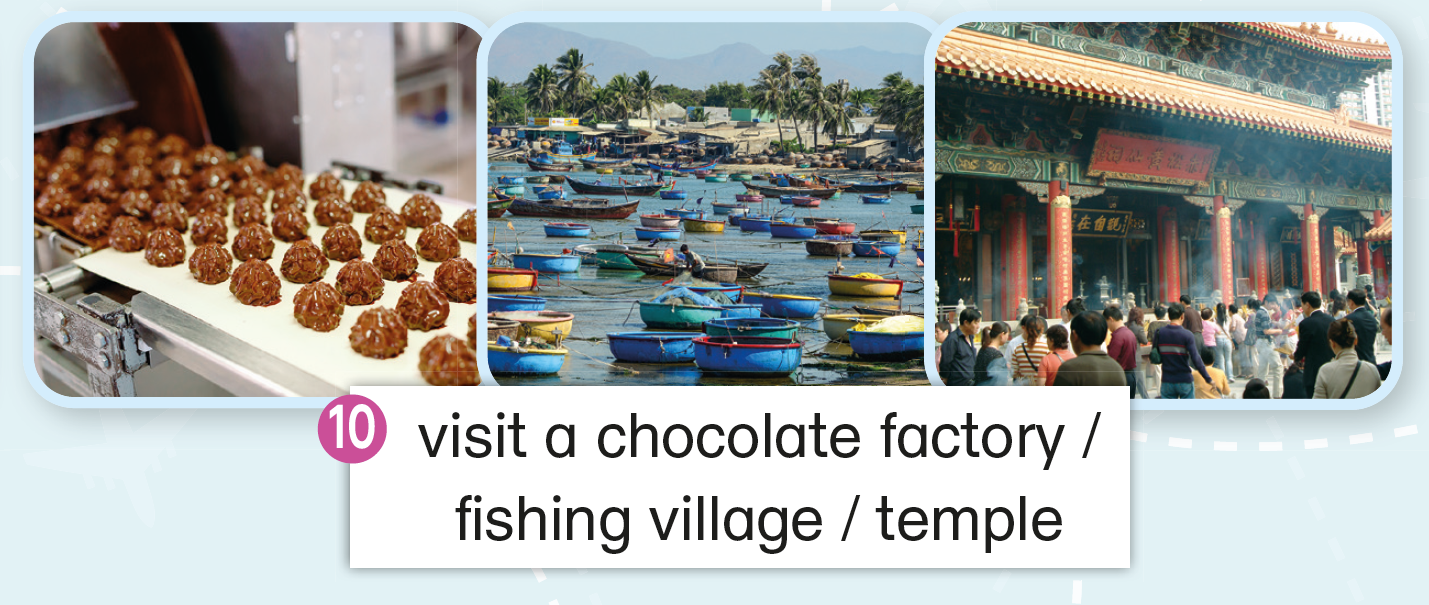 10 visit a chocolate factory /
fishing village / temple